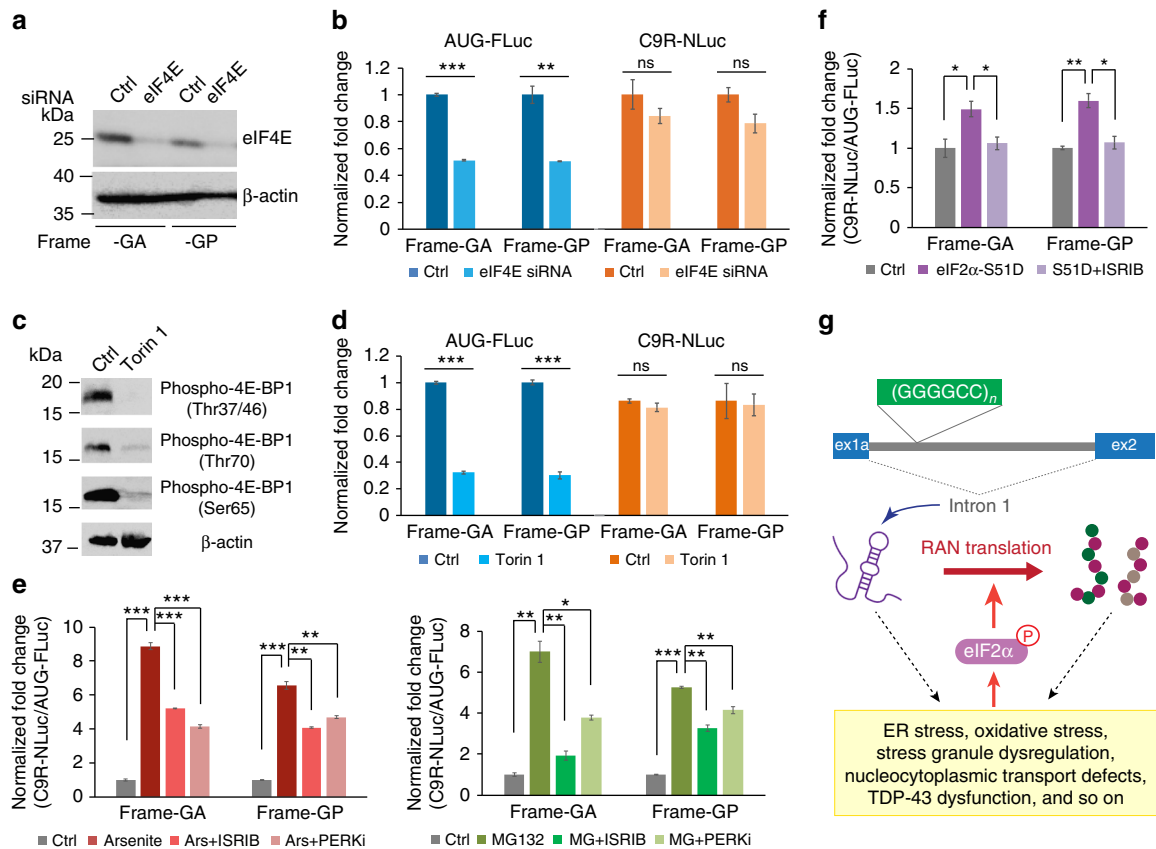 a
siRNA
Ctrl
eIF4E
Ctrl
eIF4E
kDa
25
eIF4E
40
35
β-actin
Frame
-GA
-GP
b
AUG-FLuc
C9R-NLuc
Normalized fold change
1.2
1
0.8
0.6
0.4
0.2
0
***
**
ns
ns
Frame-GA
Frame-GP
Frame-GA
Frame-GP
Ctrl
eIF4E siRNA
Ctrl
eIF4E siRNA
f
Normalized fold change
(C9R-NLuc/AUG-FLuc)
2
1.5
1
0
*
*
**
*
Frame-GA
Frame-GP
Ctrl
eIF2α-S51D
S51D+ISRIB
c
kDa
Ctrl
Torin 1
20
15
Phospho-4E-BP1
(Thr37/46)
Phospho-4E-BP1
(Thr70)
15
Phospho-4E-BP1
(Ser65)
37
β-actin
d
AUG-FLuc
C9R-NLuc
Normalized fold change
1.2
1
0.8
0.6
0.4
0.2
0
***
***
ns
ns
Frame-GA
Frame-GP
Frame-GA
Frame-GP
Ctrl
Torin 1
Ctrl
Torin 1
g
(GGGGCC)n
ex1a
ex2
Intron 1
RAN translation
P
eIF2α
ER stress, oxidative stress,
stress granule dysregulation,
nucleocytoplasmic transport defects,
TDP-43 dysfunction, and so on
e
Normalized fold change
(C9R-NLuc/AUG-FLuc)
10
8
6
4
2
0
***
***
***
***
**
**
Frame-GA
Frame-GP
Ctrl
Arsenite
Ars+ISRIB
Ars+PERKi
Normalized fold change
(C9R-NLuc/AUG-FLuc)
8
6
4
2
0
**
**
*
***
**
**
Frame-GA
Frame-GP
Ctrl
MG132
MG+ISRIB
MG+PERKi